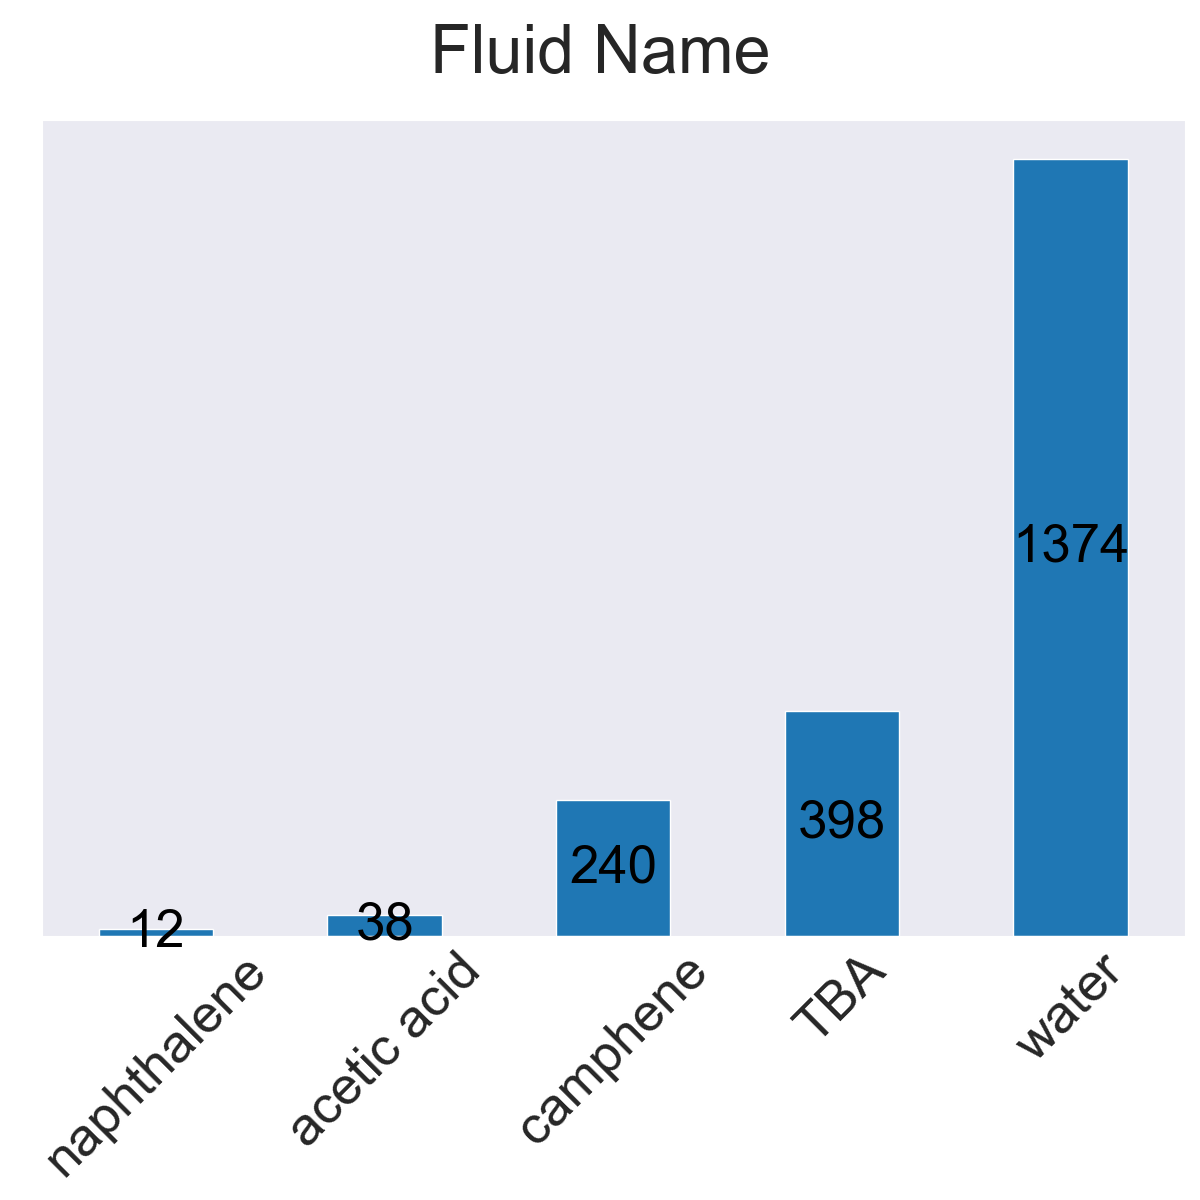 Fluid Name
12
38
240
398
1374
naphthalene
acetic acid
camphene
TBA
water